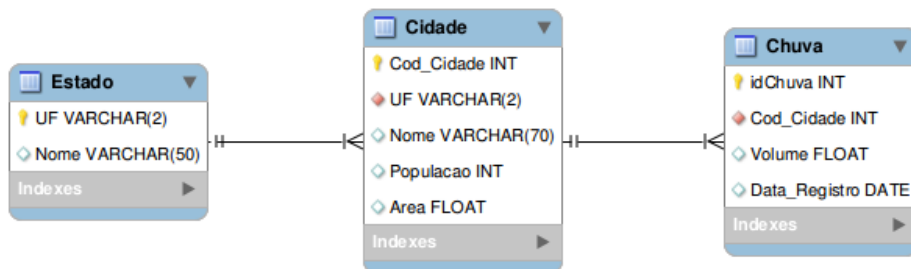 Estado
UF VARCHAR(2)
Nome VARCHAR(50)
Indexes
Cidade
Cod_Cidade INT
UF VARCHAR(2)
Nome VARCHAR(70)
Populacao INT
Area FLOAT
Indexes
Chuva
idChuva INT
Cod_Cidade INT
Volume FLOAT
Data_Registro DATE
Indexes